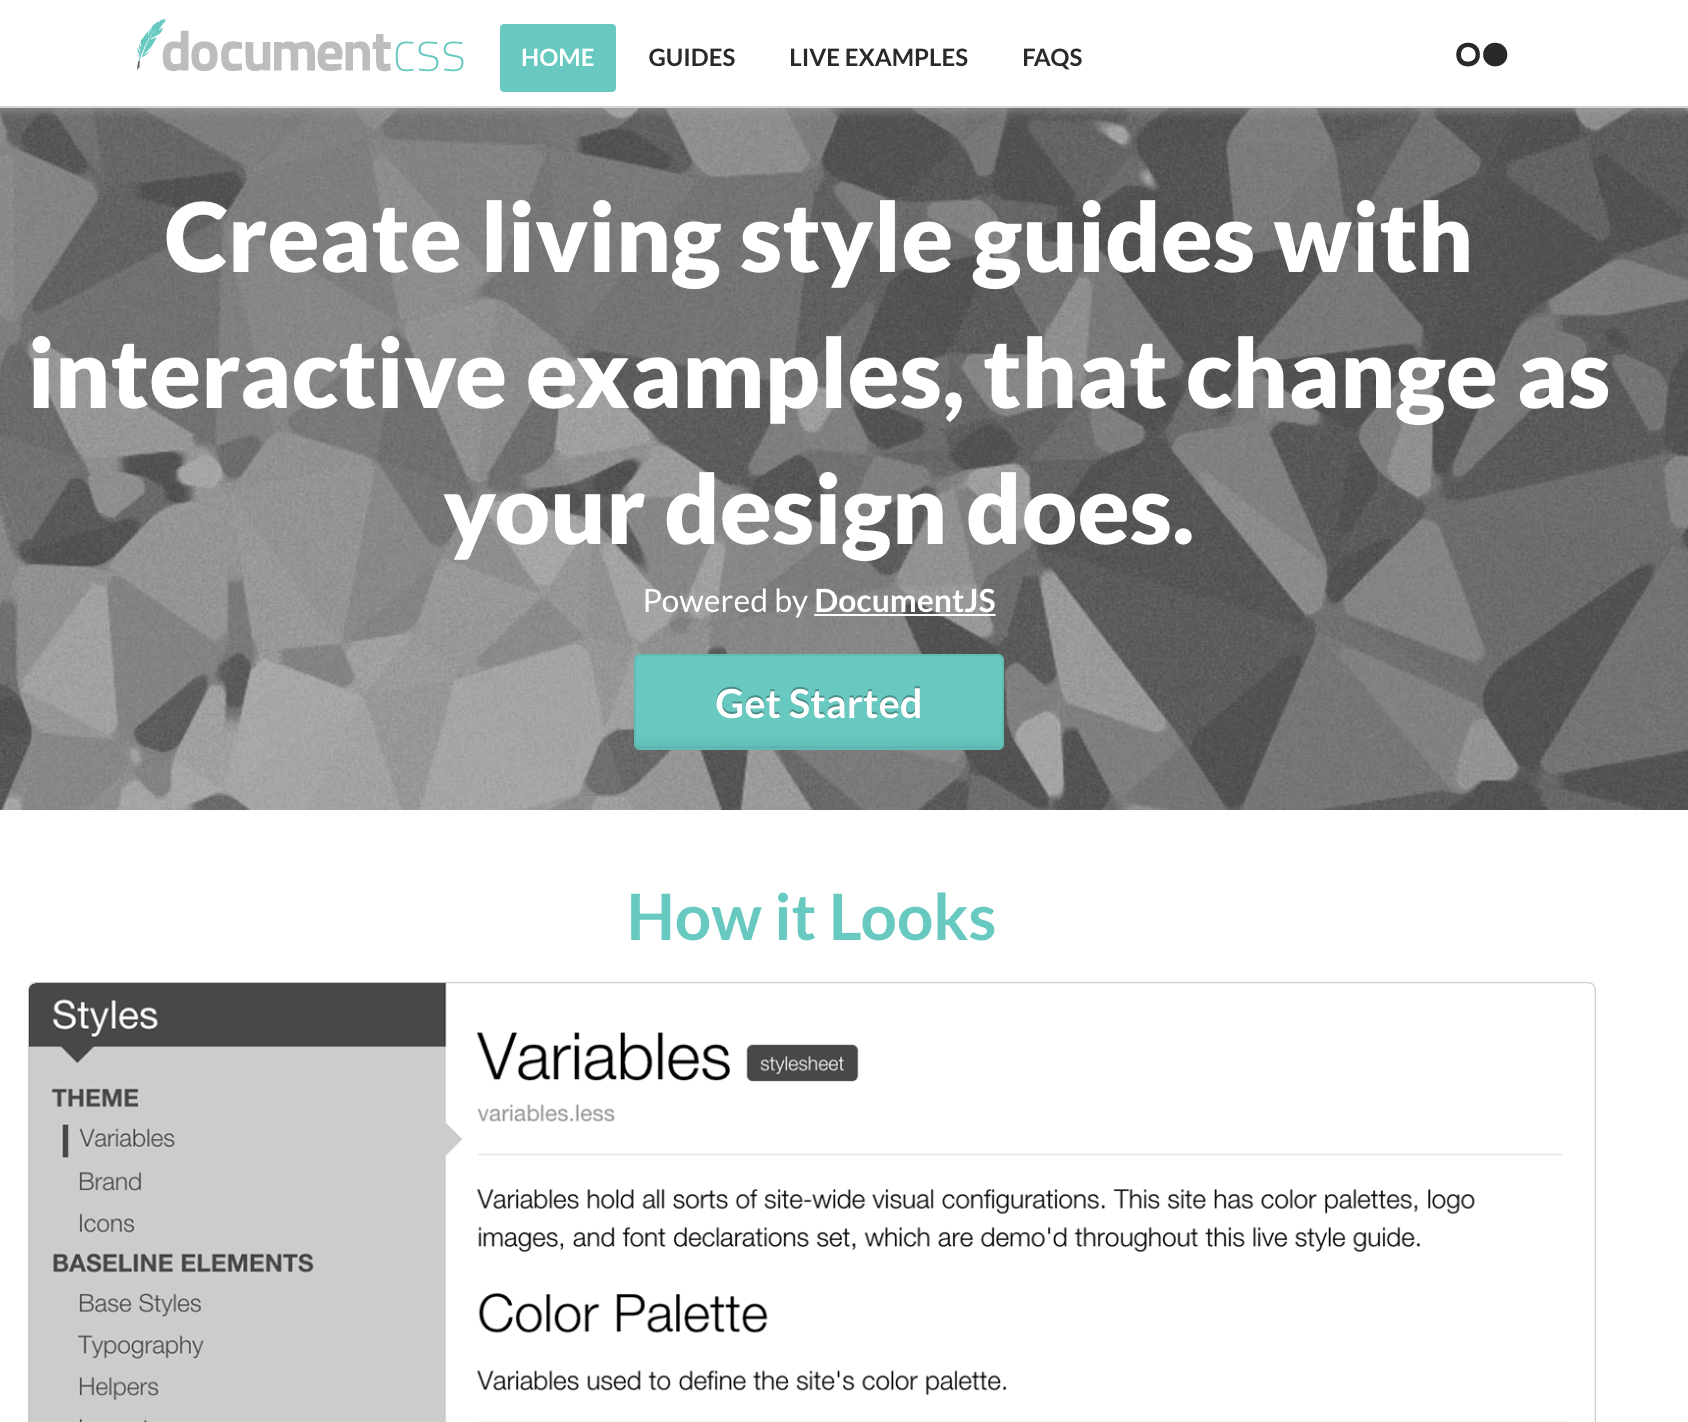 documentcss
HOME
GUIDES
LIVE EXAMPLES
FAQS
Create living style guides with
interactive examples, that change as
your design does.
Powered by DocumentJS
Get Started
How it Looks
Styles
THEME
Variables
Brand
Icons
BASELINE ELEMENTS
Base Styles
Typography
Helpers
Variables stylesheet
variables.less
Variables hold all sorts of site-wide visual configurations. This site has color palettes, logo
images, and font declarations set, which are demo'd throughout this live style guide.
Color Palette
Variables used to define the site's color palette.